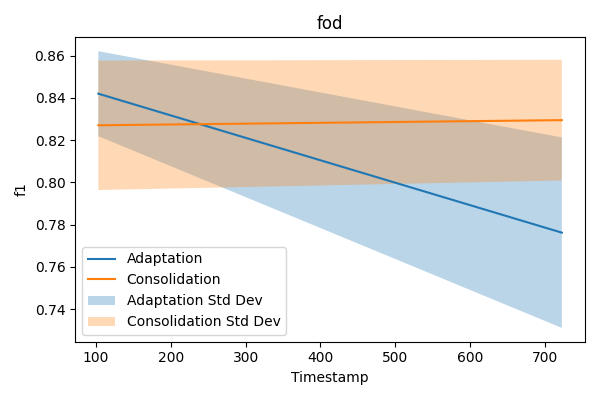 fod
0.86
0.84
0.82
0.80
0.78
0.76
0.74
f1
Adaptation
Consolidation
Adaptation Std Dev
Consolidation Std Dev
100 200 300 400 500 600 700
Timestamp